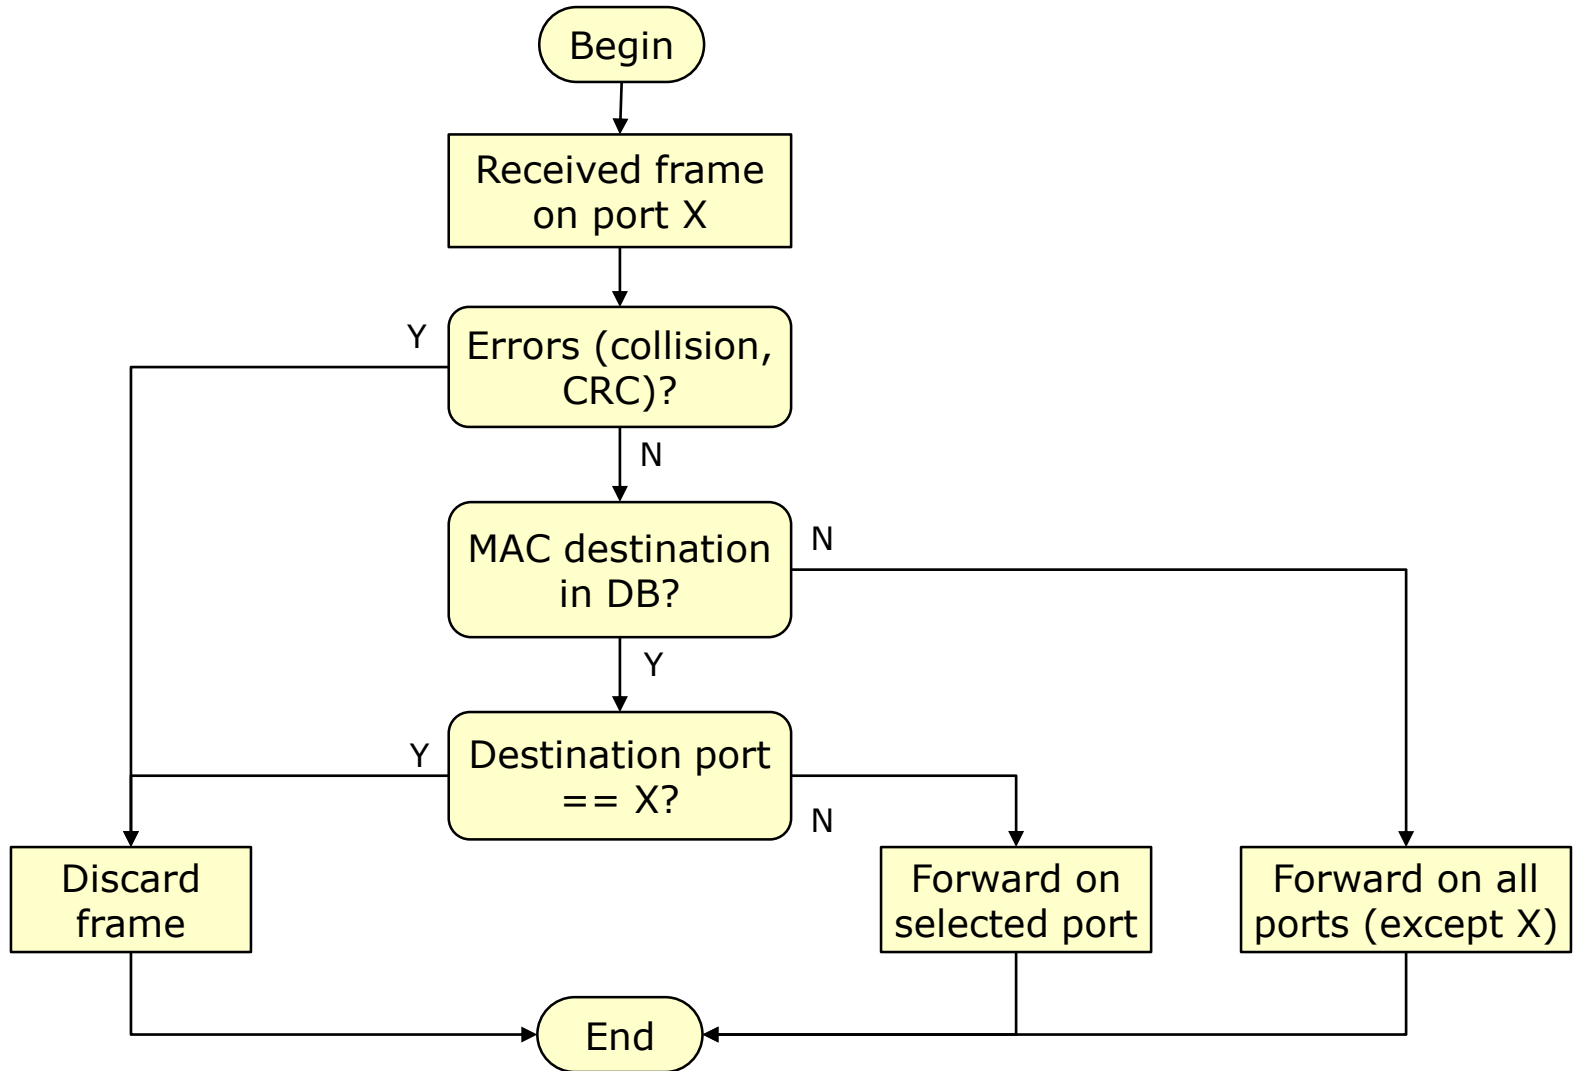 Begin
Received frame
on port X
Y
Errors (collision,
CRC)?
N
MAC destination
in DB?
N
Y
Y
Destination port
== X?
N
Discard
frame
Forward on
selected port
Forward on all
ports (except X)
End